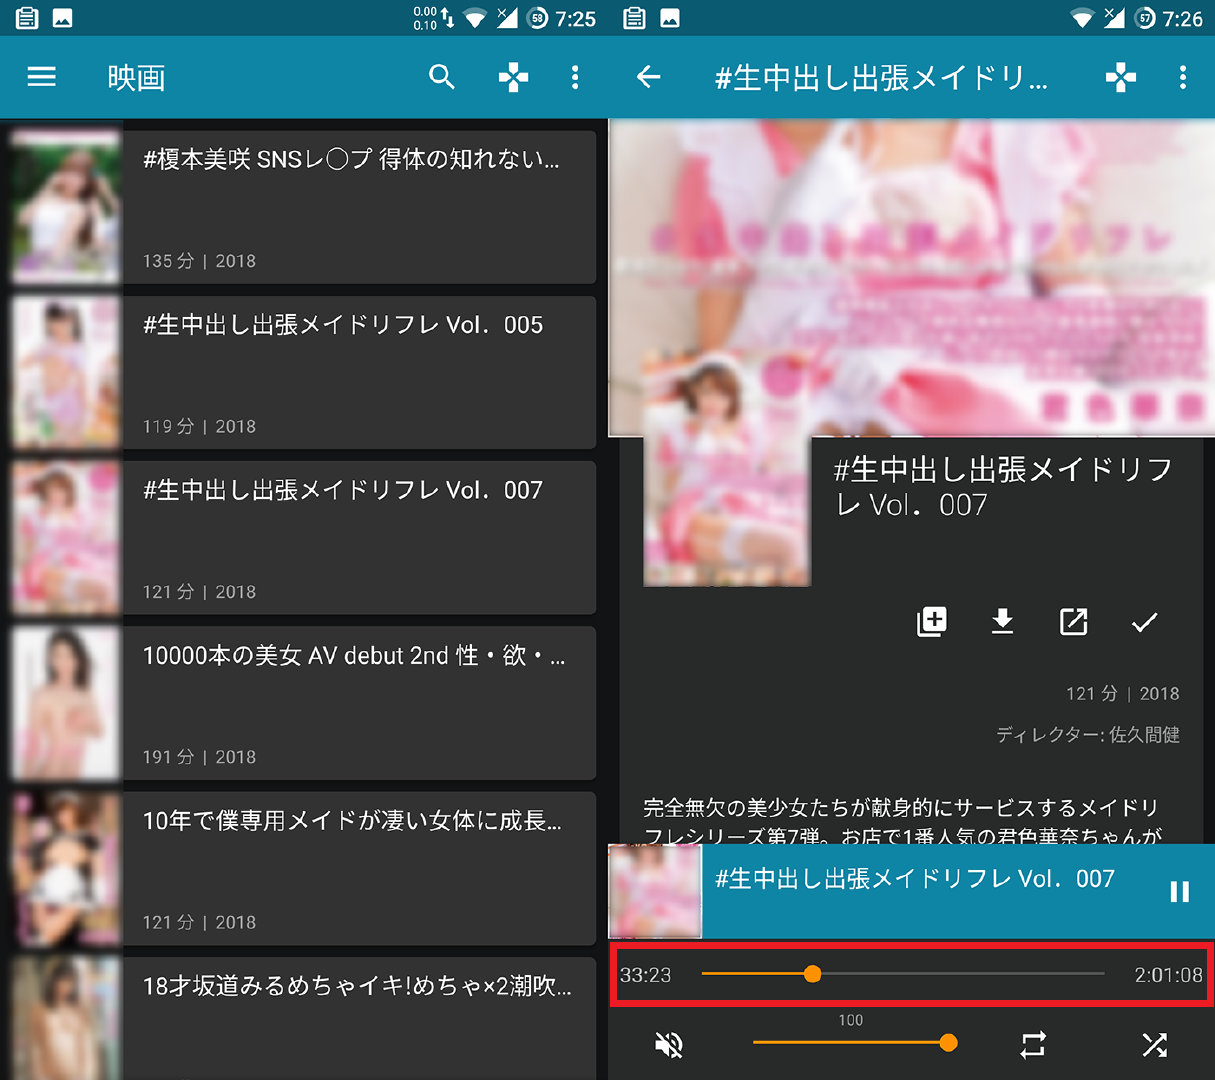 0.00
0.10
58
7:25
映画
#榎本美咲 SNSレ◯プ 得体の知れない...
135 分 | 2018
#生中出し出張メイドリフレ Vol．005
119 分 | 2018
#生中出し出張メイドリフレ Vol．007
121 分 | 2018
10000本の美女 AV debut 2nd 性・欲・...
191 分 | 2018
10年で僕専用メイドが凄い女体に成長...
121 分 | 2018
18才坂道みるめちゃイキ!めちゃ×2潮吹...
57
7:26
#生中出し出張メイドリ...
#生中出し出張メイドリフ
レ Vol．007
121 分 | 2018
ディレクター: 佐久間健
完全無欠の美少女たちが献身的にサービスするメイドリ
フレシリーズ第7弾。お店で1番人気の君色華奈ちゃんが
#生中出し出張メイドリフレ Vol．007
33:23
2:01:08
100